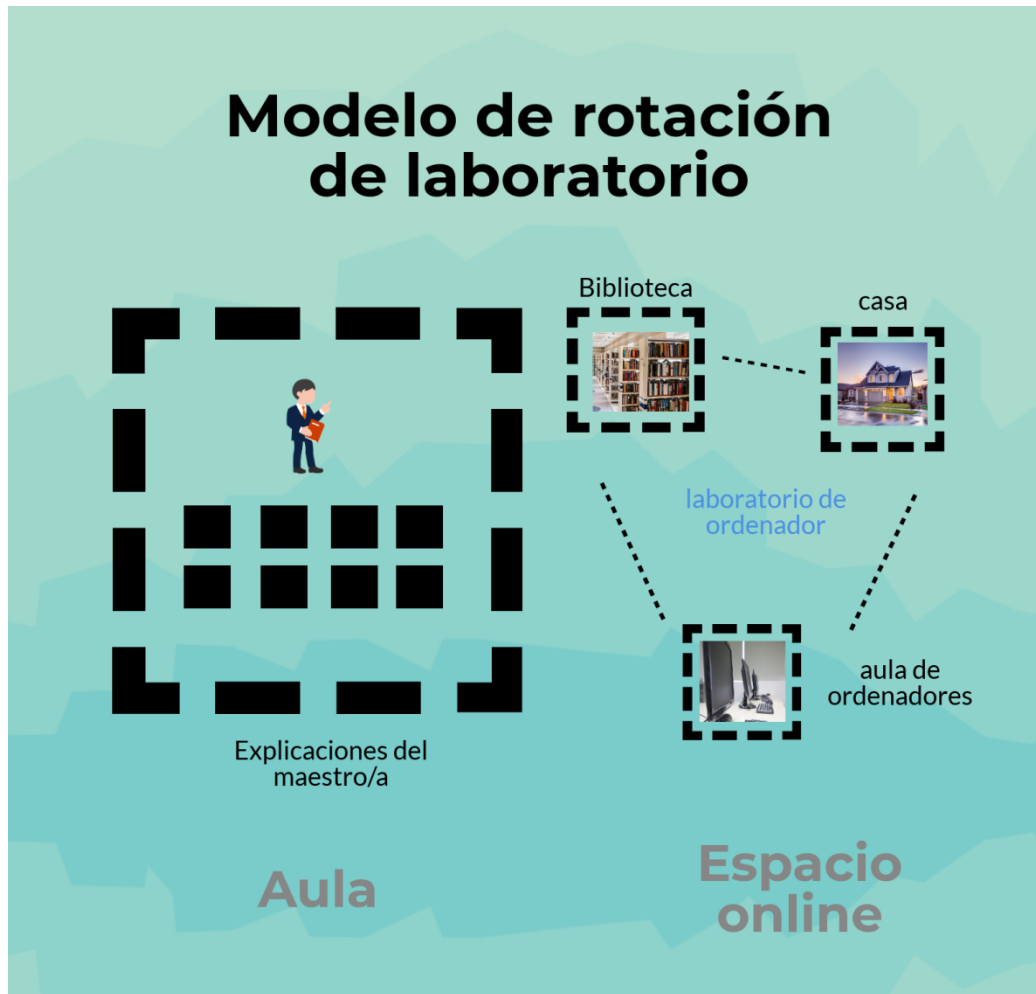 Modelo de rotación
de laboratorio
Biblioteca
casa
laboratorio de
ordenador
aula de
ordenadores
Explicaciones del
maestro/a
Aula
Espacio
online